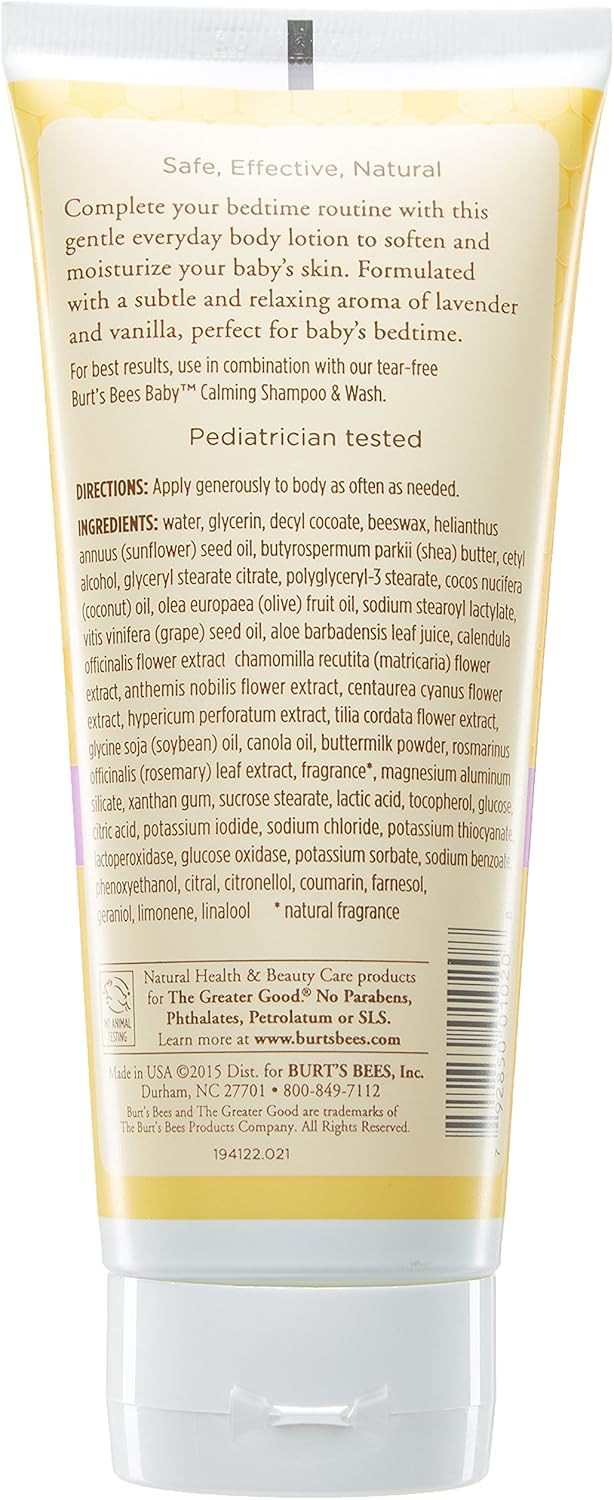 Safe, Effective, Natural
Complete your bedtime routine with this
gentle everyday body lotion to soften and
moisturize your baby's skin. Formulated
with a subtle and relaxing aroma of lavender
and vanilla, perfect for baby's bedtime.
For best results, use in combination with our tear-free
Burt's Bees Baby™ Calming Shampoo & Wash.
Pediatrician tested
DIRECTIONS: Apply generously to body as often as needed.
INGREDIENTS: water, glycerin, decyl cocoate, beeswax, helianthus
annuus (sunflower) seed oil, butyrospermum parkii (shea) butter, cetyl
alcohol, glyceryl stearate citrate, polyglyceryl-3 stearate, cocos nucifera
(coconut) oil, olea europaea (olive) fruit oil, sodium stearoyl lactylate,
vitis vinifera (grape) seed oil, aloe barbadensis leaf juice, calendula
officinalis flower extract chamomilla recutita (matricaria) flower
extract, anthemis nobilis flower extract, centaurea cyanus flower
extract, hypericum perforatum extract, tilia cordata flower extract,
glycine soja (soybean) oil, canola oil, buttermilk powder, rosmarinus
officinalis (rosemary) leaf extract, fragrance*, magnesium aluminum
silicate, xanthan gum, sucrose stearate, lactic acid, tocopherol, glucose,
citric acid, potassium iodide, sodium chloride, potassium thiocyanate,
lactoperoxidase, glucose oxidase, potassium sorbate, sodium benzoate,
phenoxyethanol, citral, citronellol, coumarin, farnesol,
geraniol, limonene, linalool * natural fragrance
NO ANIMAL
TESTING
Natural Health & Beauty Care products
for The Greater Good.® No Parabens,
Phthalates, Petrolatum or SLS.
Learn more at www.burtsbees.com
Made in USA ©2015 Dist. for BURT'S BEES, Inc.
Durham, NC 27701 • 800-849-7112
Burt's Bees and The Greater Good are trademarks of
The Burt's Bees Products Company. All Rights Reserved.
194122.021
7 92850 01020 8